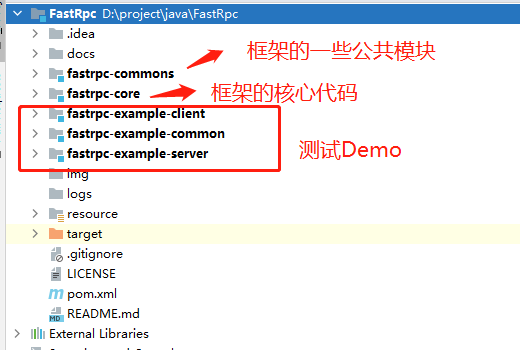 FastRpc D:\project\java\FastRpc
.idea
docs
框架的一些公共模块
fastrpc-commons
fastrpc-core
框架的核心代码
fastrpc-example-client
fastrpc-example-common
fastrpc-example-server
测试Demo
img
logs
resource
target
.gitignore
LICENSE
pom.xml
MD
README.md
External Libraries